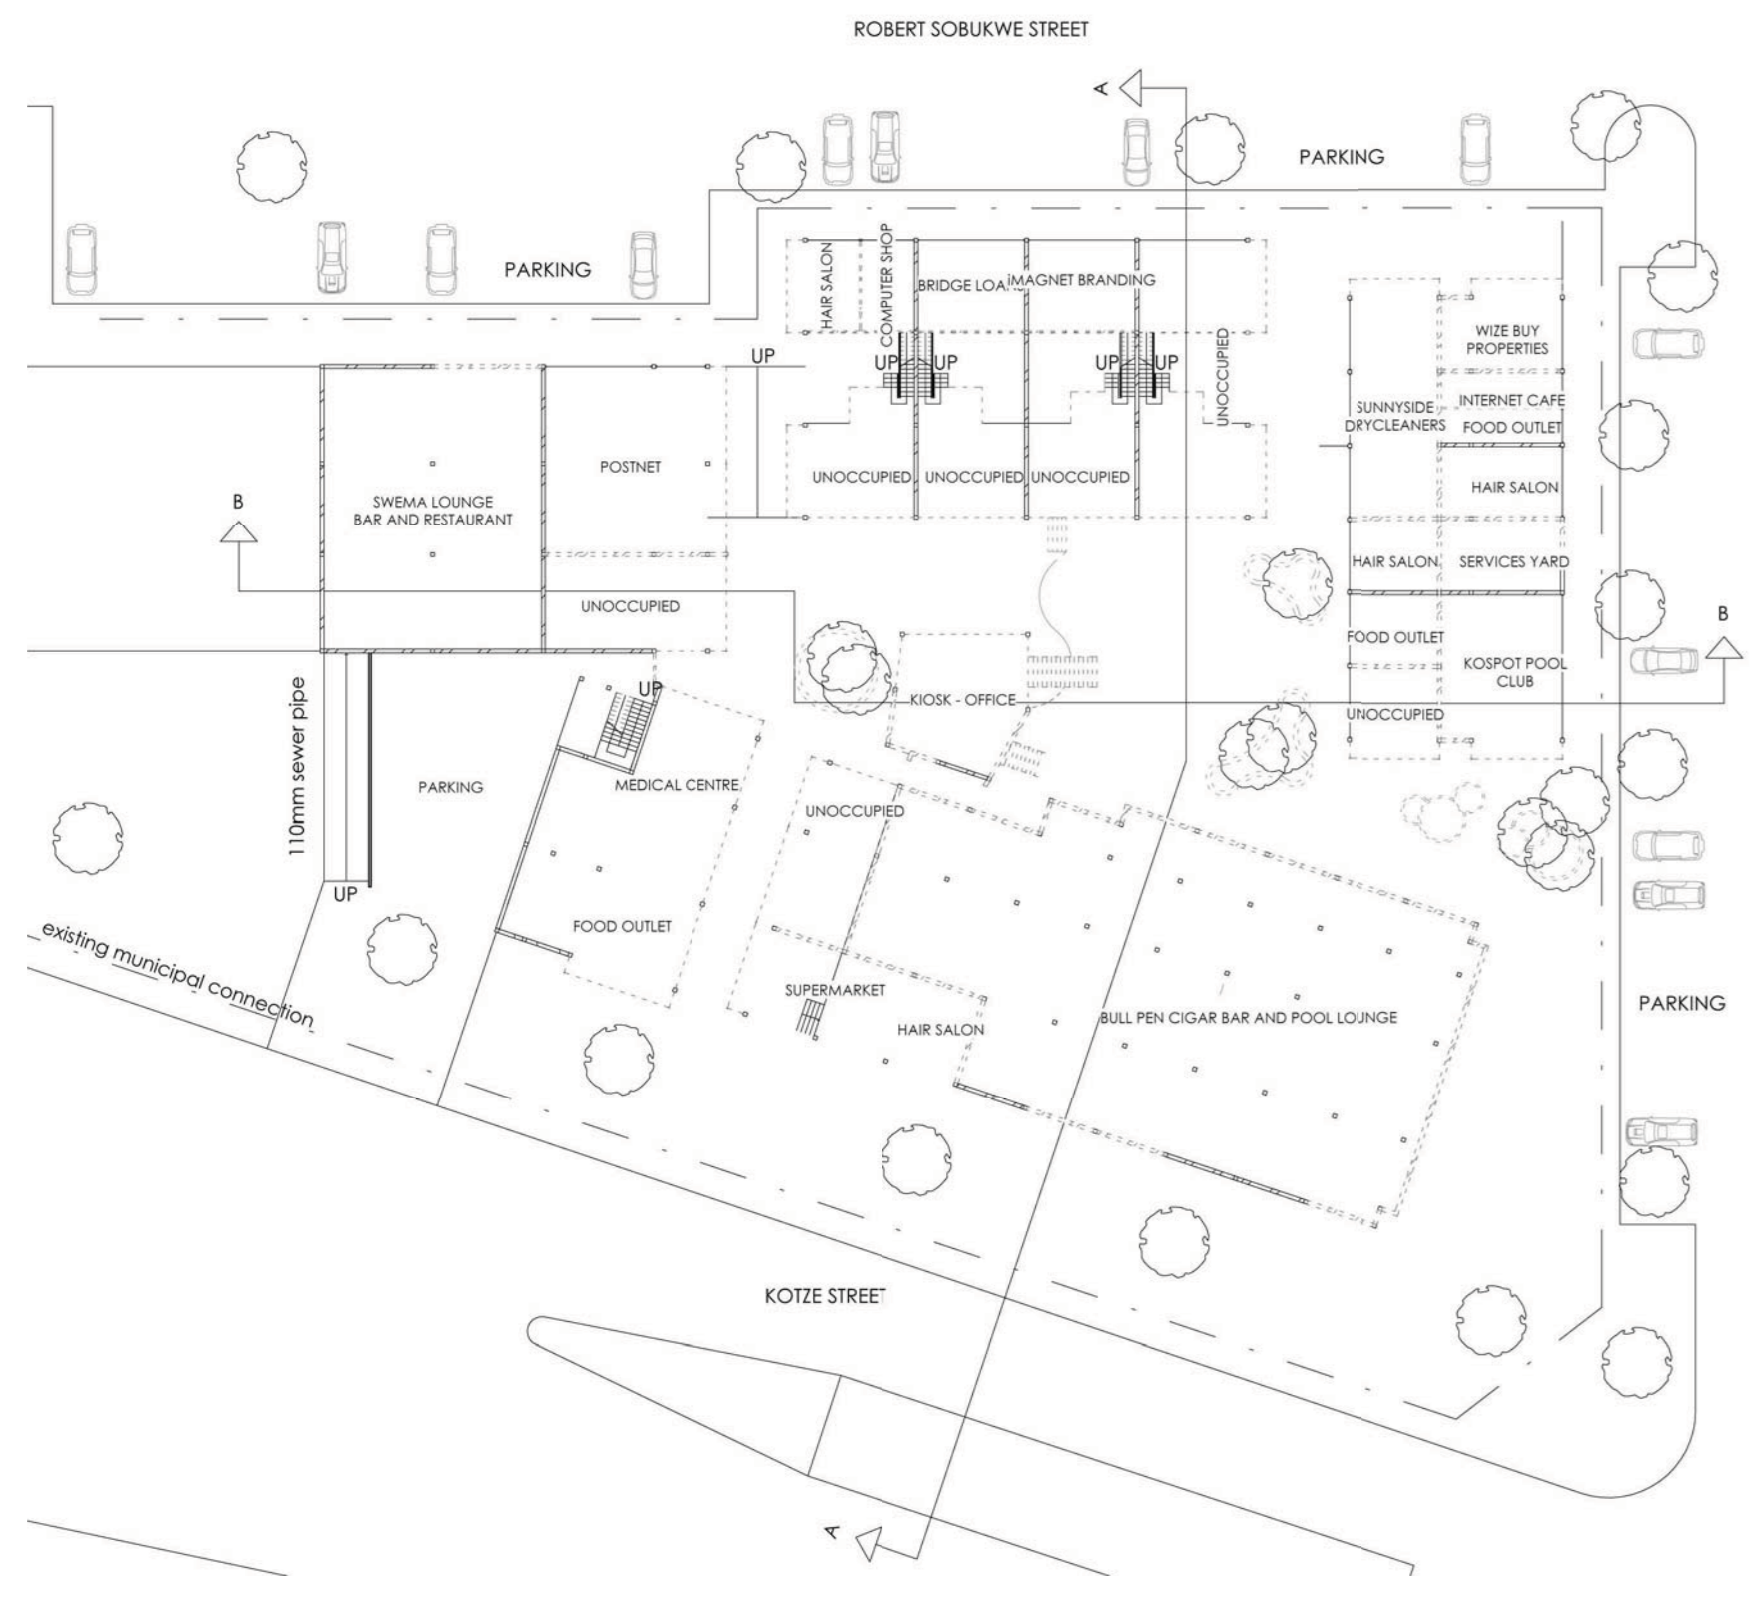 ROBERT SOBUKWE STREET
A
PARKING
PARKING
HAIR SALON
COMPUTER SHOP
iMAGNET BRANDING
BRIDGE
UP
UP
UP
UP
UP
UNOCCUPIED
WIZE BUY
PROPERTIES
INTERNET CAFE
SUNNYSIDE
DRYCLEANERS
FOOD OUTLET
POSTNET
UNOCCUPIED
UNOCCUPIED
UNOCCUPIED
HAIR SALON
B
SWEMA LOUNGE
BAR AND RESTAURANT
HAIR SALON
SERVICES YARD
UNOCCUPIED
B
FOOD OUTLET
KOSPOT POOL
CLUB
UP
KIOSK - OFFICE
UNOCCUPIED
110mm sewer pipe
PARKING
MEDICAL CENTRE
UNOCCUPIED
UP
FOOD OUTLET
existing municipal connection
SUPERMARKET
HAIR SALON
BULL PEN CIGAR BAR AND POOL LOUNGE
PARKING
KOTZE STREET
A